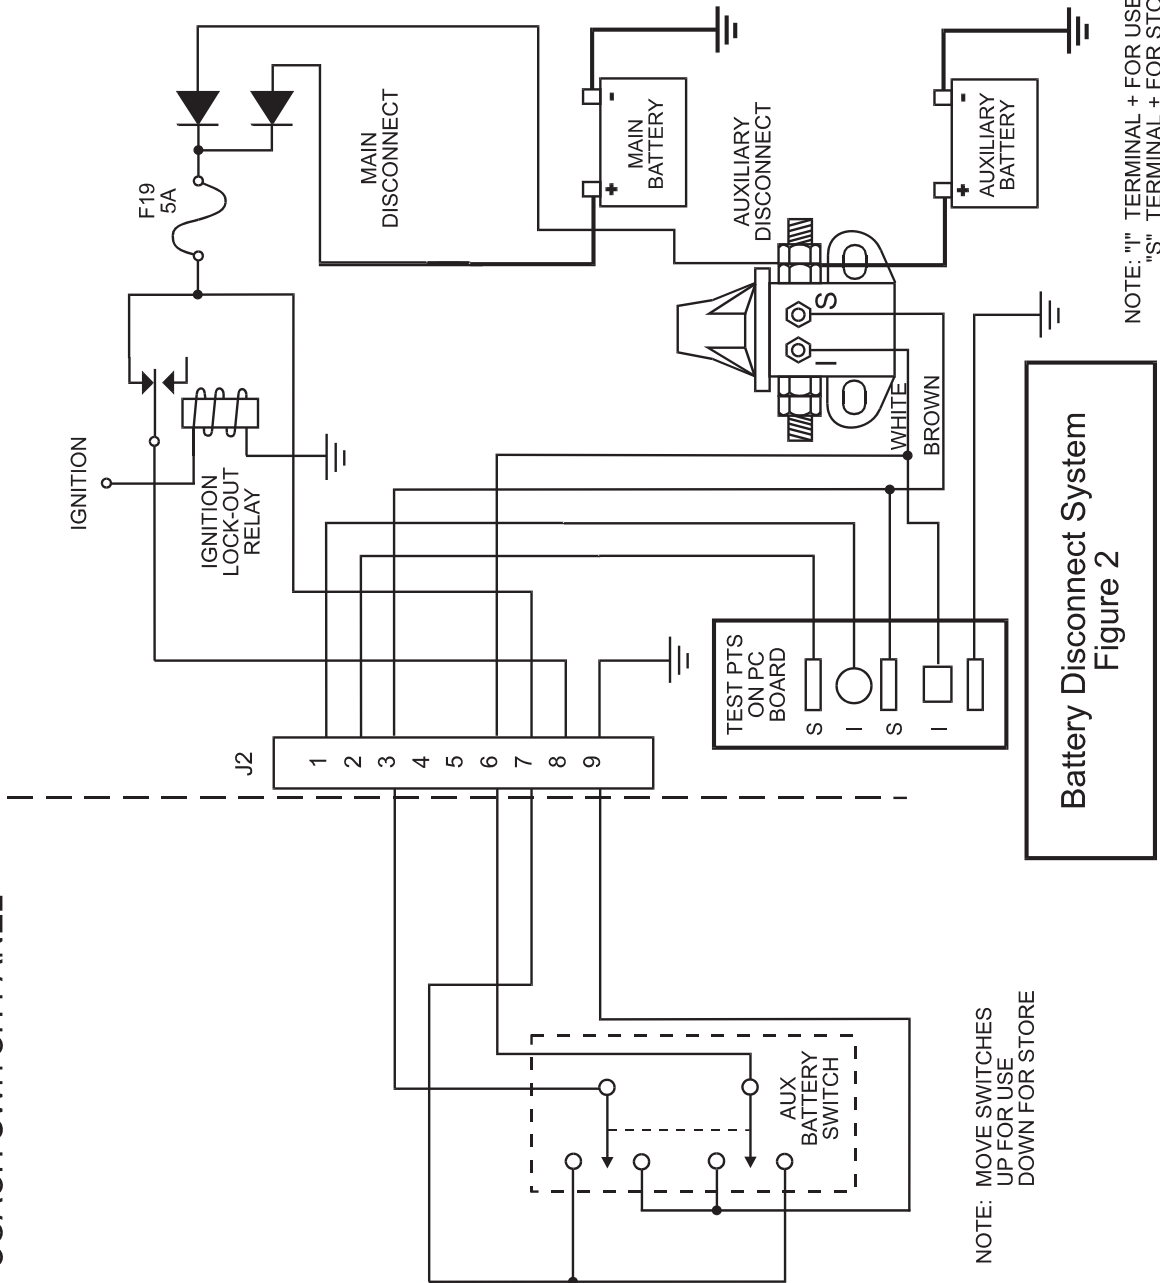 IGNITION
F19
5A
IGNITION
LOCK-OUT
RELAY
MAIN
DISCONNECT
MAIN
BATTERY
+
-
AUXILIARY
DISCONNECT
S
I
AUXILIARY
BATTERY
+
-
WHITE
BROWN
J2
1
2
3
4
5
6
7
8
9
TEST PTS
ON PC
BOARD
S
I
S
I
AUX
BATTERY
SWITCH
NOTE: MOVE SWITCHES
UP FOR USE
DOWN FOR STORE
Battery Disconnect System
Figure 2
NOTE: "I" TERMINAL + FOR USE
"S" TERMINAL + FOR STO